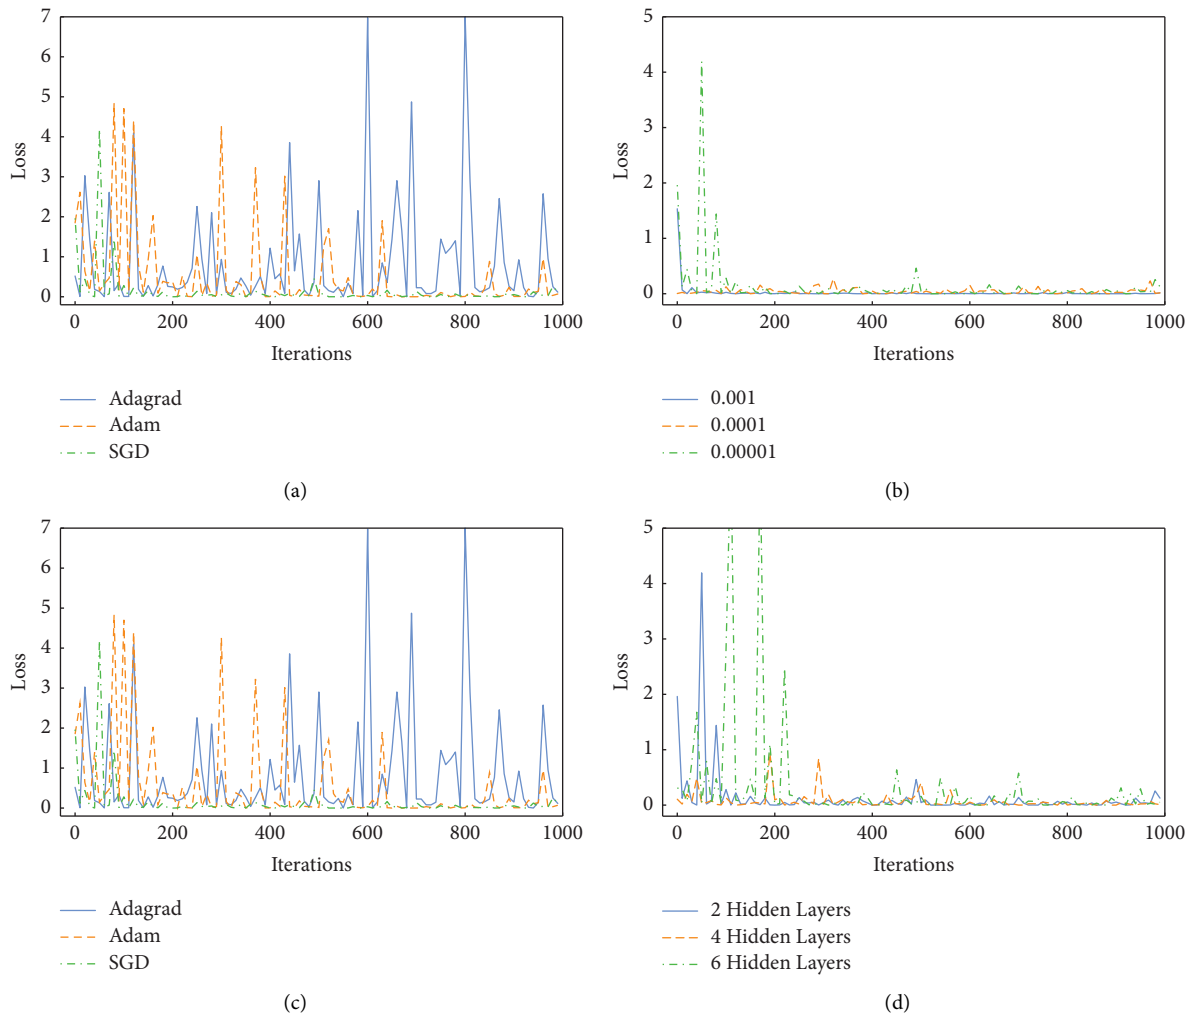 7
6
5
4
3
2
1
0
Loss
0 200 400 600 800 1000
Iterations
Adagrad
Adam
SGD
(a)
5
4
3
2
1
0
Loss
0 200 400 600 800 1000
Iterations
0.001
0.0001
0.00001
(b)
7
6
5
4
3
2
1
0
Loss
0 200 400 600 800 1000
Iterations
Adagrad
Adam
SGD
(c)
5
4
3
2
1
0
Loss
0 200 400 600 800 1000
Iterations
2 Hidden Layers
4 Hidden Layers
6 Hidden Layers
(d)